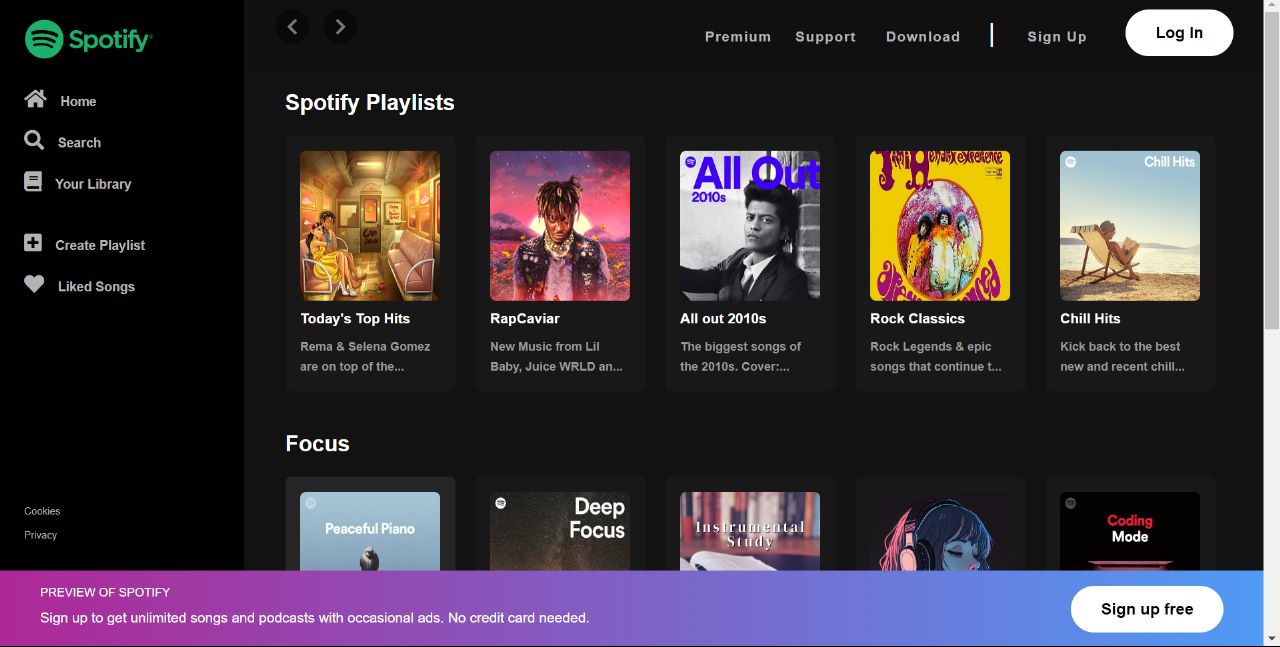 Spotify
Home
Search
Your Library
Create Playlist
Liked Songs
Cookies
Privacy
Premium
Support
Download
|
Sign Up
Log In
Spotify Playlists
Today's Top Hits
Rema & Selena Gomez
are on top of the...
RapCaviar
New Music from Lil
Baby, Juice WRLD an...
All Out
2010s
All out 2010s
The biggest songs of
the 2010s. Cover:...
Rock Classics
Rock Legends & epic
songs that continue t...
Chill Hits
Chill Hits
Kick back to the best
new and recent chill...
Focus
Peaceful Piano
Deep
Focus
Instrumental
Study
Coding
Mode
PREVIEW OF SPOTIFY
Sign up to get unlimited songs and podcasts with occasional ads. No credit card needed.
Sign up free